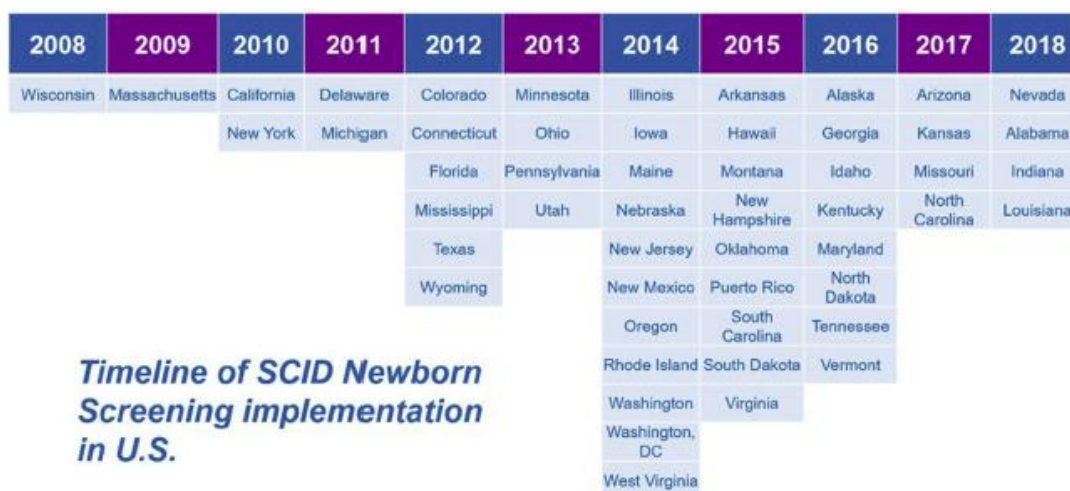 2008 2009 2010 2011 2012 2013 2014 2015 2016 2017 2018
Wisconsin Massachusetts California Delaware Colorado Minnesota Illinois Arkansas Alaska Arizona Nevada
New York Michigan Connecticut Ohio Iowa Hawaii Georgia Kansas Alabama
Florida Pennsylvania Maine Montana Idaho Missouri Indiana
Mississippi Utah Nebraska New Hampshire Kentucky North Carolina Louisiana
Texas New Jersey Oklahoma Maryland
Wyoming New Mexico Puerto Rico North Dakota
Oregon South Carolina Tennessee
Rhode Island South Dakota Vermont
Washington Virginia
Washington, DC
West Virginia
Timeline of SCID Newborn
Screening implementation
in U.S.